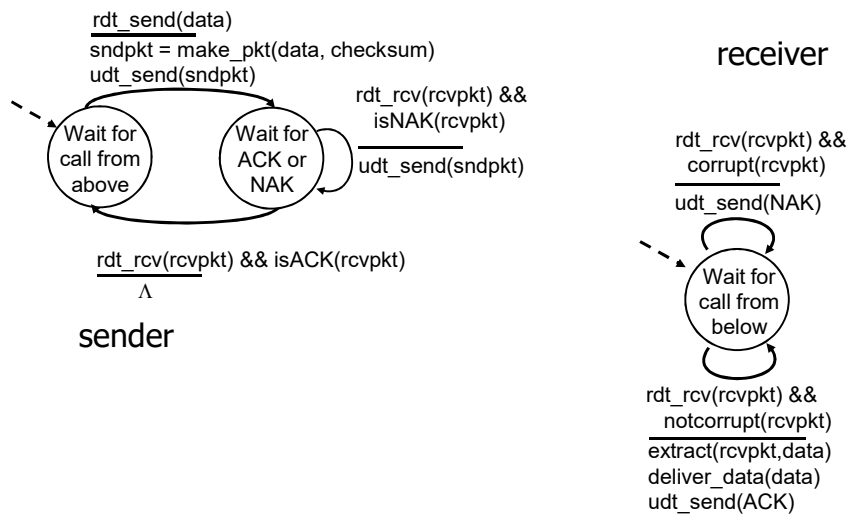 rdt_send(data)
sndpkt = make_pkt(data, checksum)
udt_send(sndpkt)
Wait for
call from
above
Wait for
ACK or
NAK
rdt_rcv(rcvpkt) &&
isNAK(rcvpkt)
udt_send(sndpkt)
rdt_rcv(rcvpkt) && isACK(rcvpkt)
Λ
sender
receiver
rdt_rcv(rcvpkt) &&
corrupt(rcvpkt)
udt_send(NAK)
Wait for
call from
below
rdt_rcv(rcvpkt) &&
notcorrupt(rcvpkt)
extract(rcvpkt,data)
deliver_data(data)
udt_send(ACK)